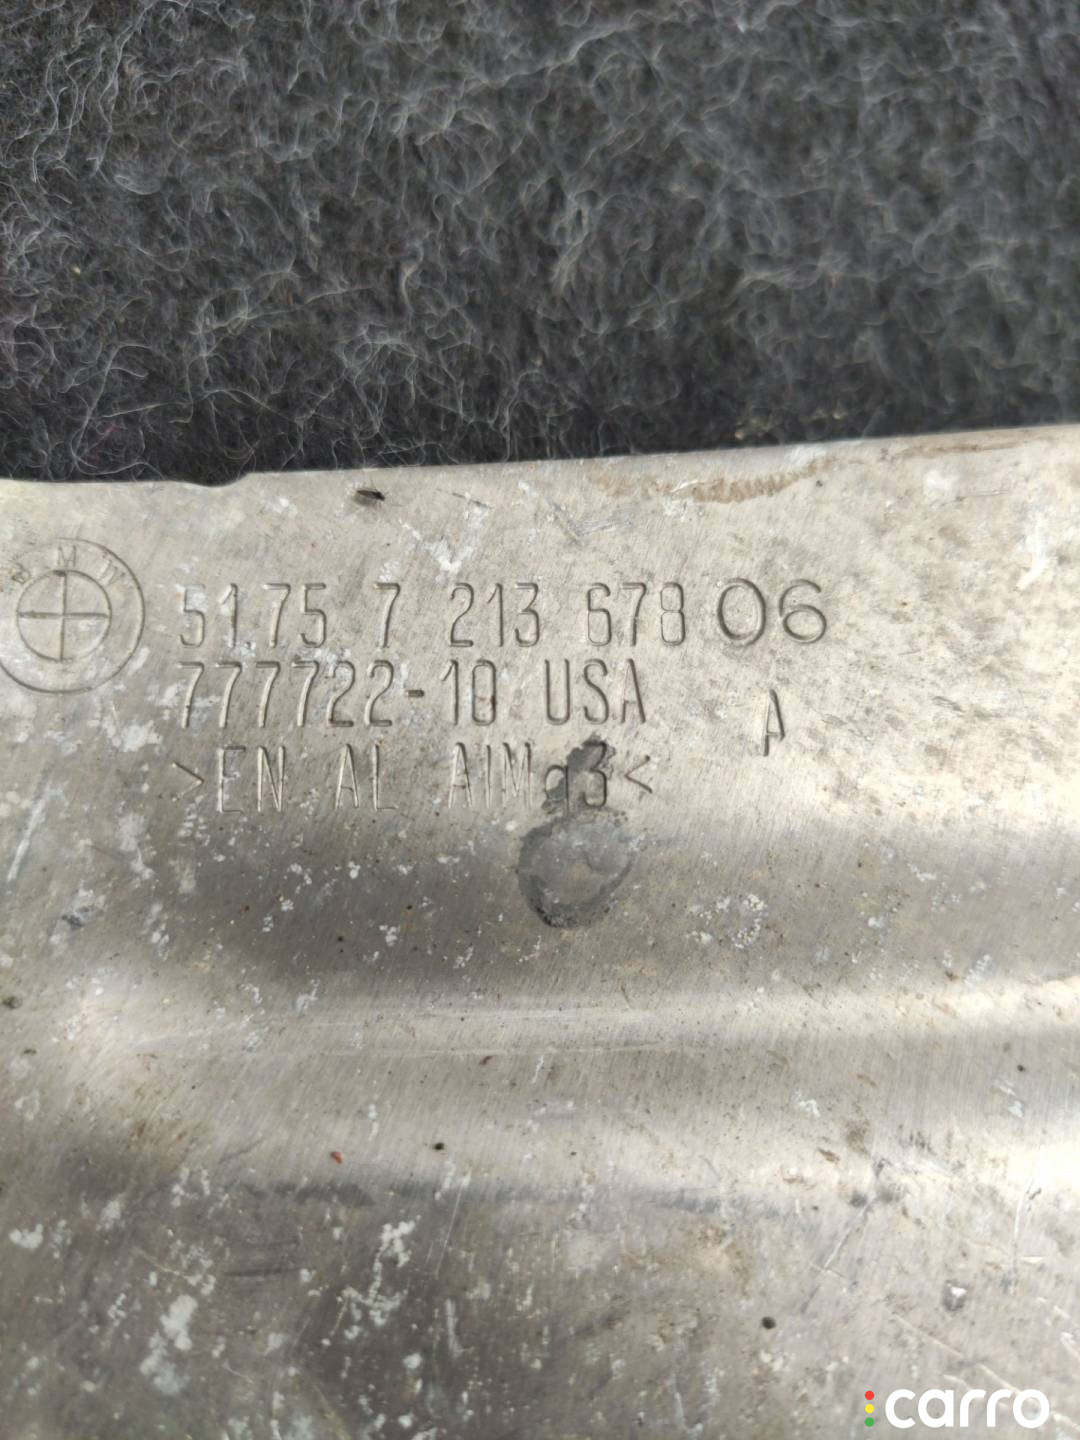 BMW
51.75 7 213 678 06
777722-10 USA
A
>EN AL AlMg3<
carro